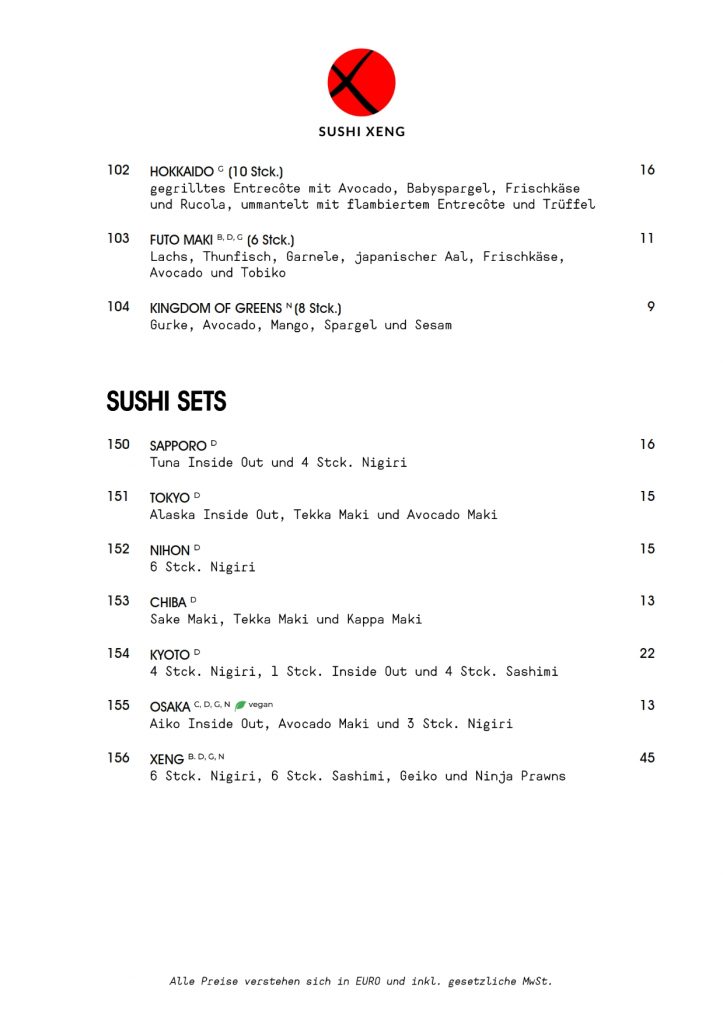 SUSHI XENG
102 HOKKAIDO G (10 Stck.) 16
gegrilltes Entrecôte mit Avocado, Babyspargel, Frischkäse
und Rucola, ummantelt mit flambiertem Entrecôte und Trüffel
103 FUTO MAKI B, D, G (6 Stck.) 11
Lachs, Thunfisch, Garnele, japanischer Aal, Frischkäse,
Avocado und Tobiko
104 KINGDOM OF GREENS N (8 Stck.) 9
Gurke, Avocado, Mango, Spargel und Sesam
SUSHI SETS
150 SAPPORO D 16
Tuna Inside Out und 4 Stck. Nigiri
151 TOKYO D 15
Alaska Inside Out, Tekka Maki und Avocado Maki
152 NIHON D 15
6 Stck. Nigiri
153 CHIBA D 13
Sake Maki, Tekka Maki und Kappa Maki
154 KYOTO D 22
4 Stck. Nigiri, 1 Stck. Inside Out und 4 Stck. Sashimi
155 OSAKA C, D, G, N vegan 13
Aiko Inside Out, Avocado Maki und 3 Stck. Nigiri
156 XENG B. D, G, N 45
6 Stck. Nigiri, 6 Stck. Sashimi, Geiko und Ninja Prawns
Alle Preise verstehen sich in EURO und inkl. gesetzliche MwSt.